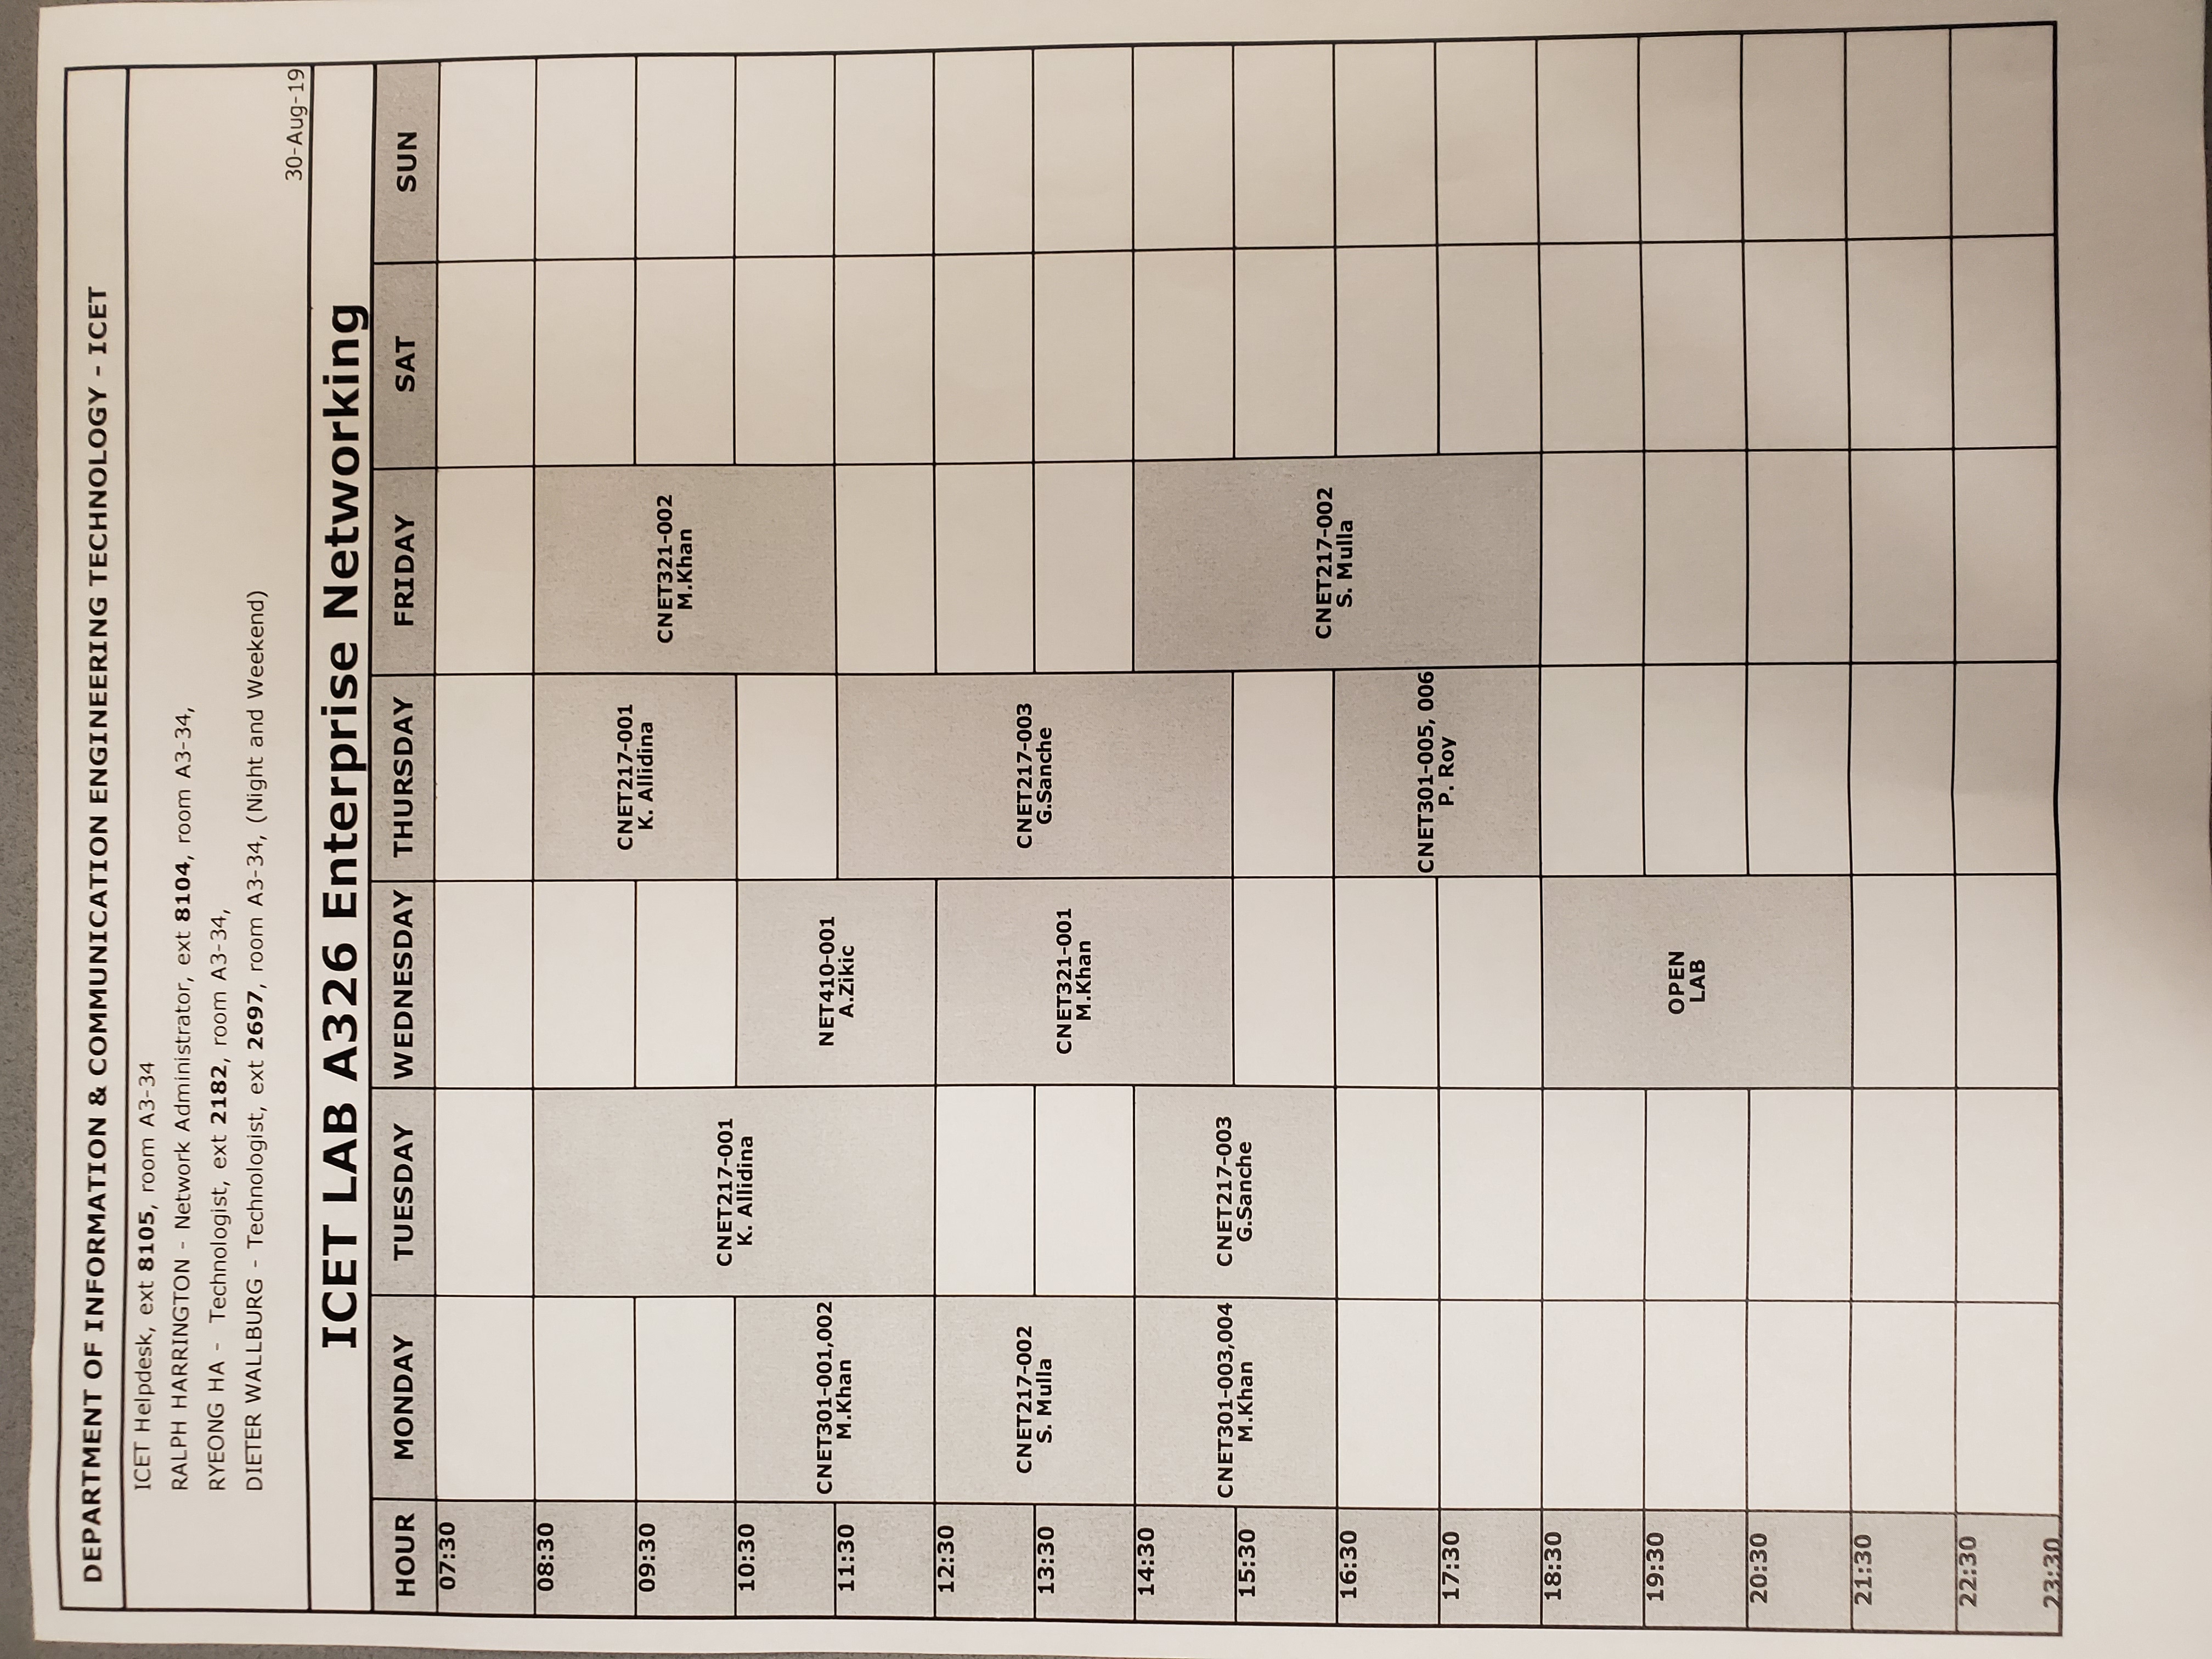 DEPARTMENT OF INFORMATION & COMMUNICATION ENGINEERING TECHNOLOGY - ICET
ICET Helpdesk, ext 8105, room A3-34
RALPH HARRINGTON - Network Administrator, ext 8104, room A3-34,
RYEONG HA - Technologist, ext 2182, room A3-34,
DIETER WALLBURG - Technologist, ext 2697, room A3-34, (Night and Weekend)
30-Aug-19
ICET LAB A326 Enterprise Networking
HOUR MONDAY TUESDAY WEDNESDAY THURSDAY FRIDAY SAT SUN
07:30
08:30
CNET217-001
K. Allidina
09:30
CNET321-002
M.Khan
CNET217-001
K. Allidina
10:30
CNET301-001,002
M.Khan
NET410-001
A.Zikic
11:30
12:30
CNET217-002
S. Mulla
CNET217-003
G.Sanche
13:30
CNET321-001
M.Khan
14:30
CNET301-003,004
M.Khan
CNET217-003
G.Sanche
15:30
CNET217-002
S. Mulla
16:30
CNET301-005, 006
P. Roy
17:30
18:30
19:30
OPEN
LAB
20:30
21:30
22:30
23:30